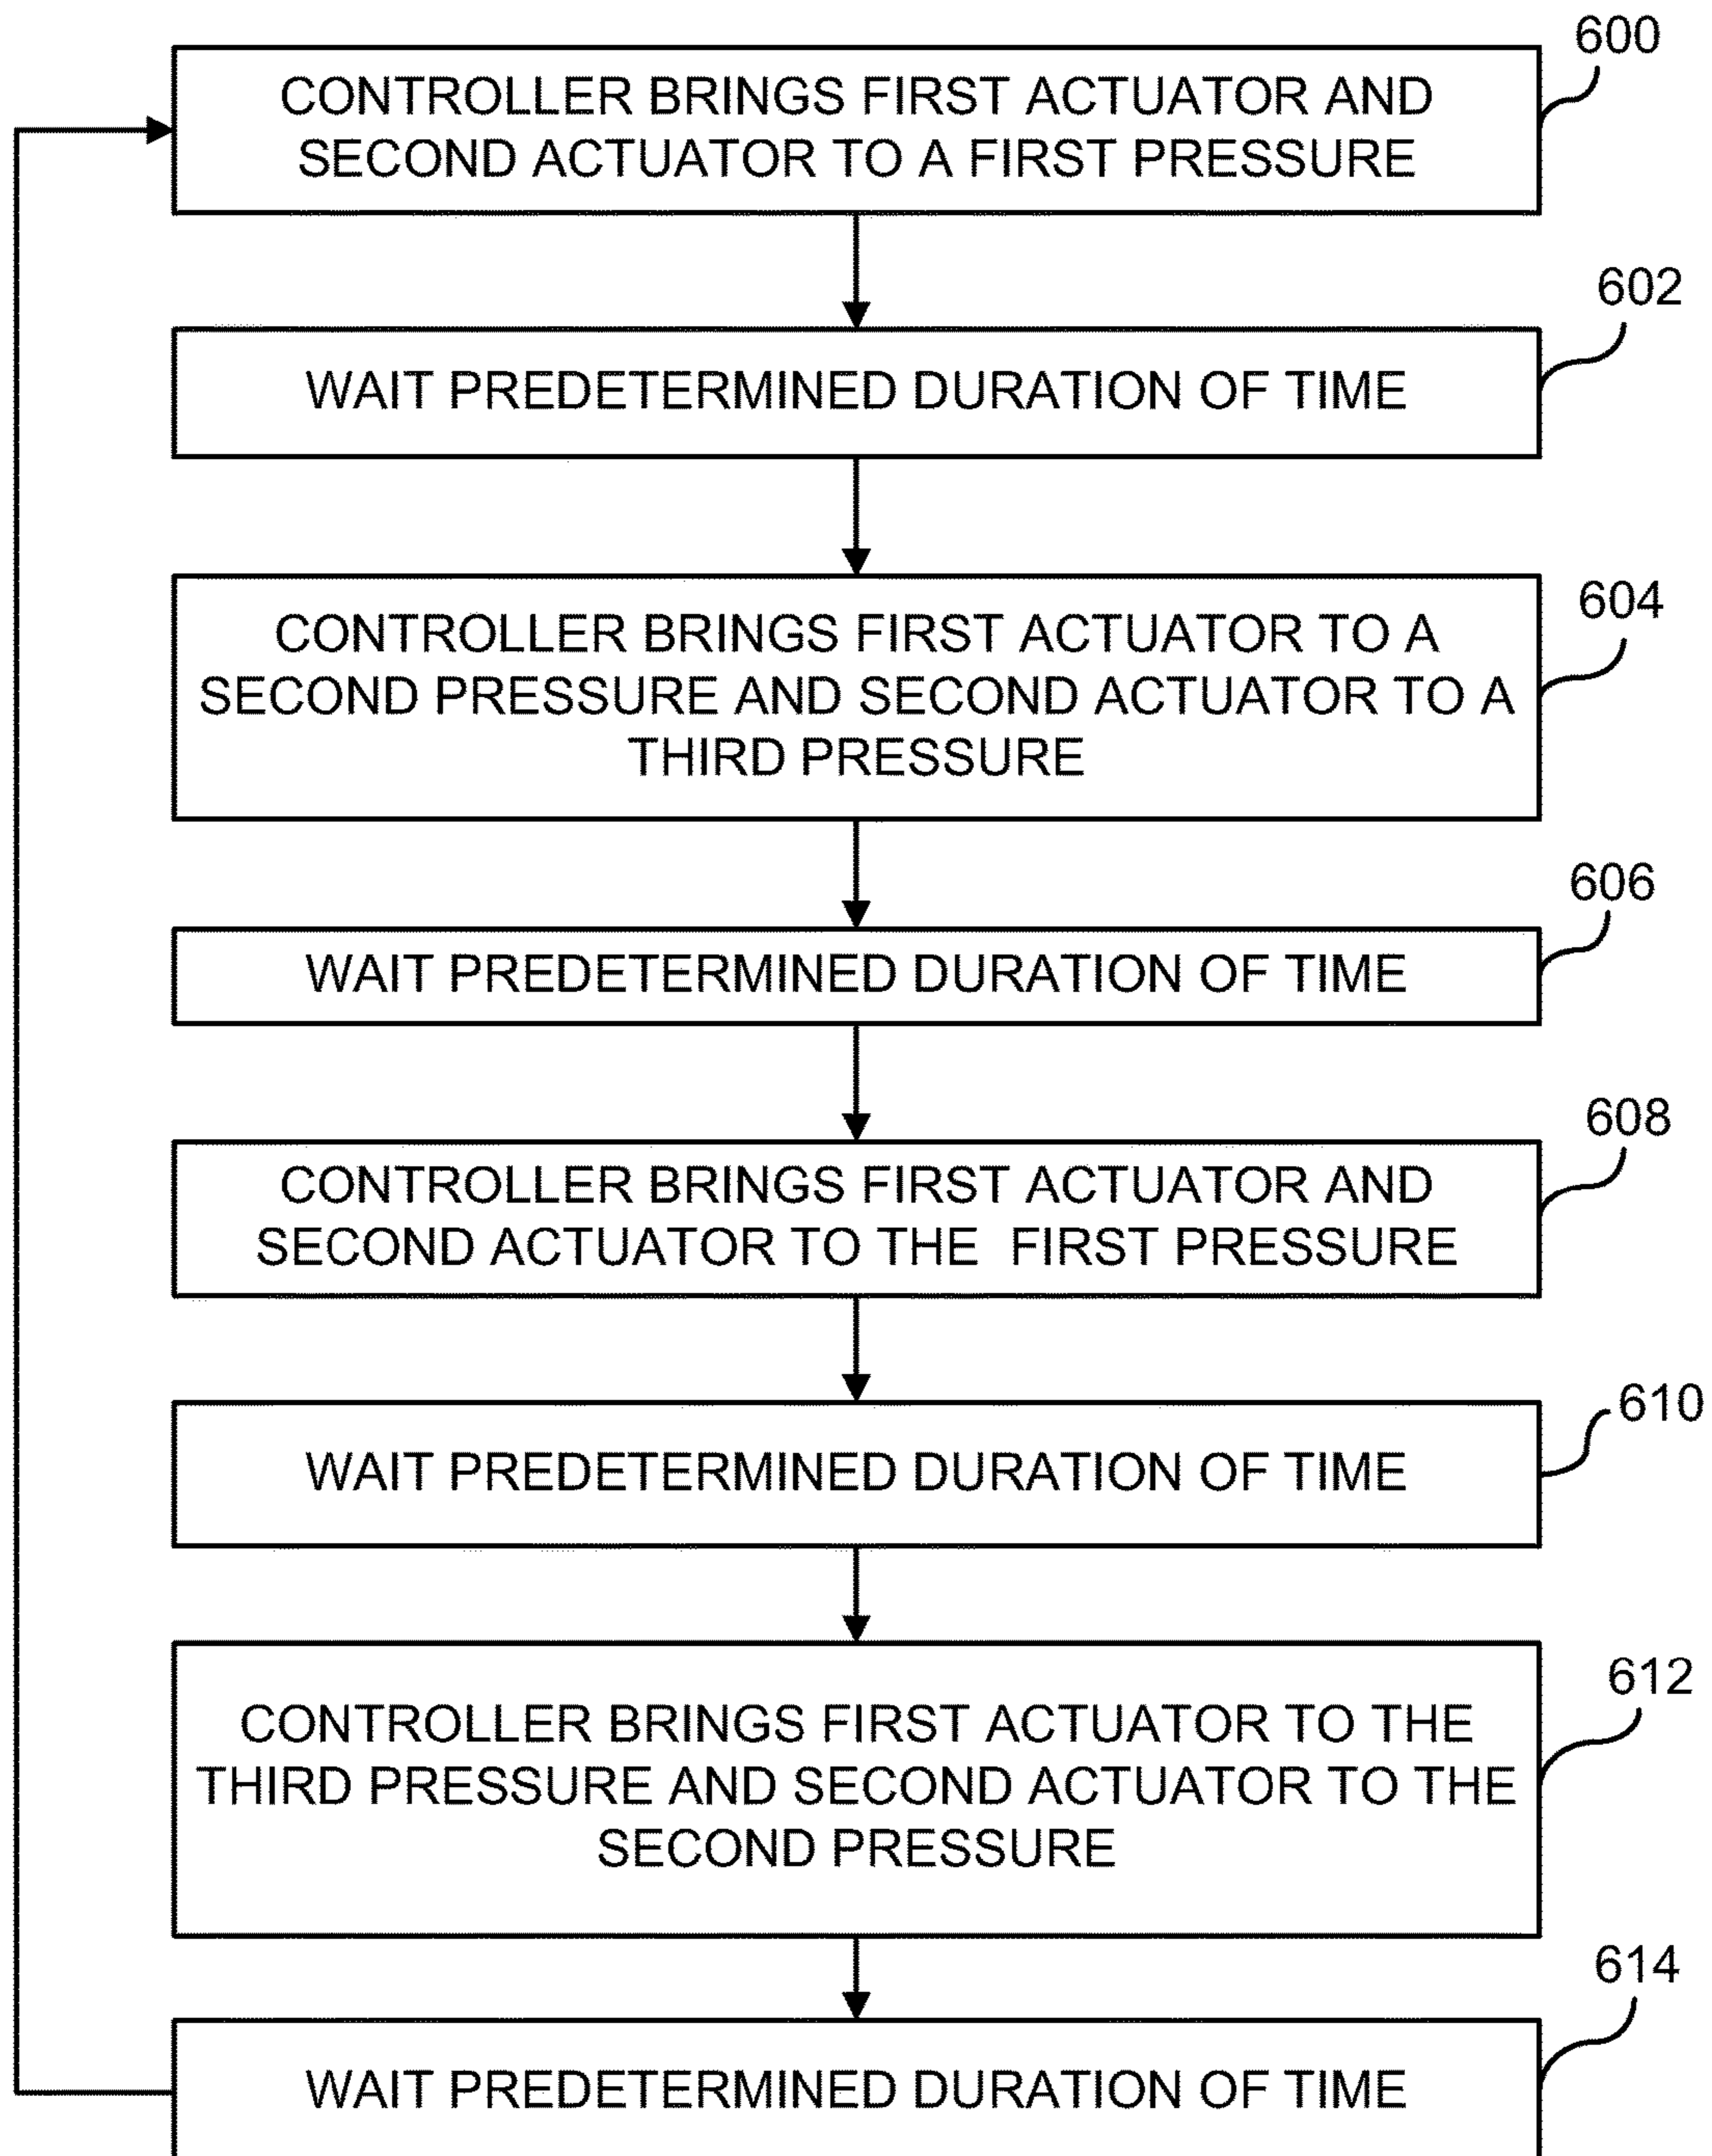 600
CONTROLLER BRINGS FIRST ACTUATOR AND
SECOND ACTUATOR TO A FIRST PRESSURE
602
WAIT PREDETERMINED DURATION OF TIME
604
CONTROLLER BRINGS FIRST ACTUATOR TO A
SECOND PRESSURE AND SECOND ACTUATOR TO A
THIRD PRESSURE
606
WAIT PREDETERMINED DURATION OF TIME
608
CONTROLLER BRINGS FIRST ACTUATOR AND
SECOND ACTUATOR TO THE FIRST PRESSURE
610
WAIT PREDETERMINED DURATION OF TIME
612
CONTROLLER BRINGS FIRST ACTUATOR TO THE
THIRD PRESSURE AND SECOND ACTUATOR TO THE
SECOND PRESSURE
614
WAIT PREDETERMINED DURATION OF TIME